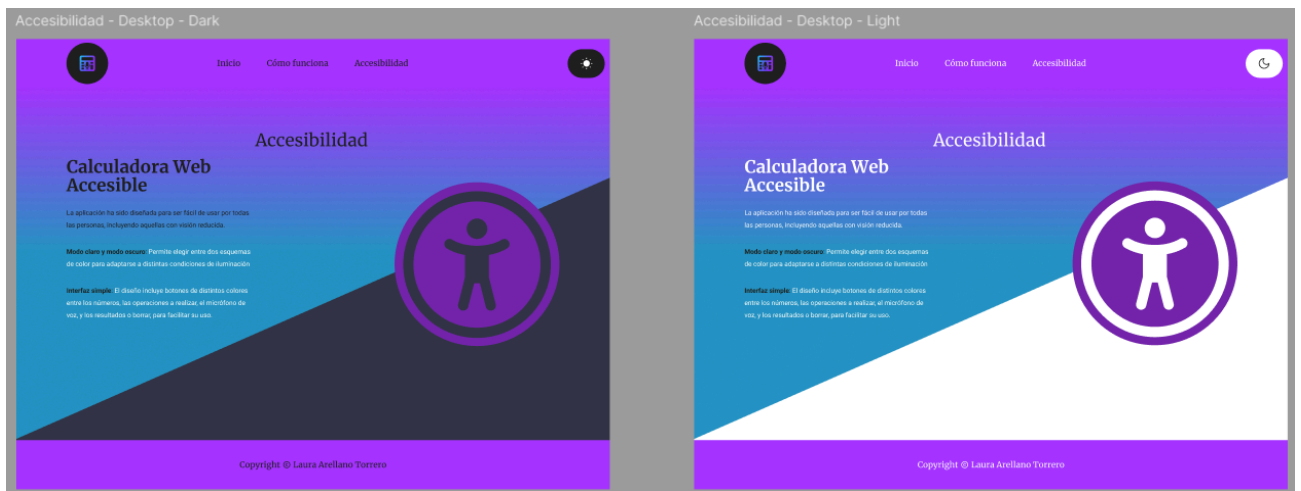 Accesibilidad - Desktop - Dark
Inicio Cómo funciona Accesibilidad
Accesibilidad
Calculadora Web
Accesible
La aplicación ha sido diseñada para ser fácil de usar por todas
las personas, incluyendo aquellas con visión reducida.
Modo claro y modo oscuro: Permite elegir entre dos esquemas
de color para adaptarse a distintas condiciones de iluminación
Interfaz simple: El diseño incluye botones de distintos colores
entre los números, las operaciones a realizar, el micrófono de
voz, y los resultados o borrar, para facilitar su uso.
Copyright © Laura Arellano Torrero
Accesibilidad - Desktop - Light
Inicio Cómo funciona Accesibilidad
Accesibilidad
Calculadora Web
Accesible
La aplicación ha sido diseñada para ser fácil de usar por todas
las personas, incluyendo aquellas con visión reducida.
Modo claro y modo oscuro: Permite elegir entre dos esquemas
de color para adaptarse a distintas condiciones de iluminación
Interfaz simple: El diseño incluye botones de distintos colores
entre los números, las operaciones a realizar, el micrófono de
voz, y los resultados o borrar, para facilitar su uso.
Copyright © Laura Arellano Torrero